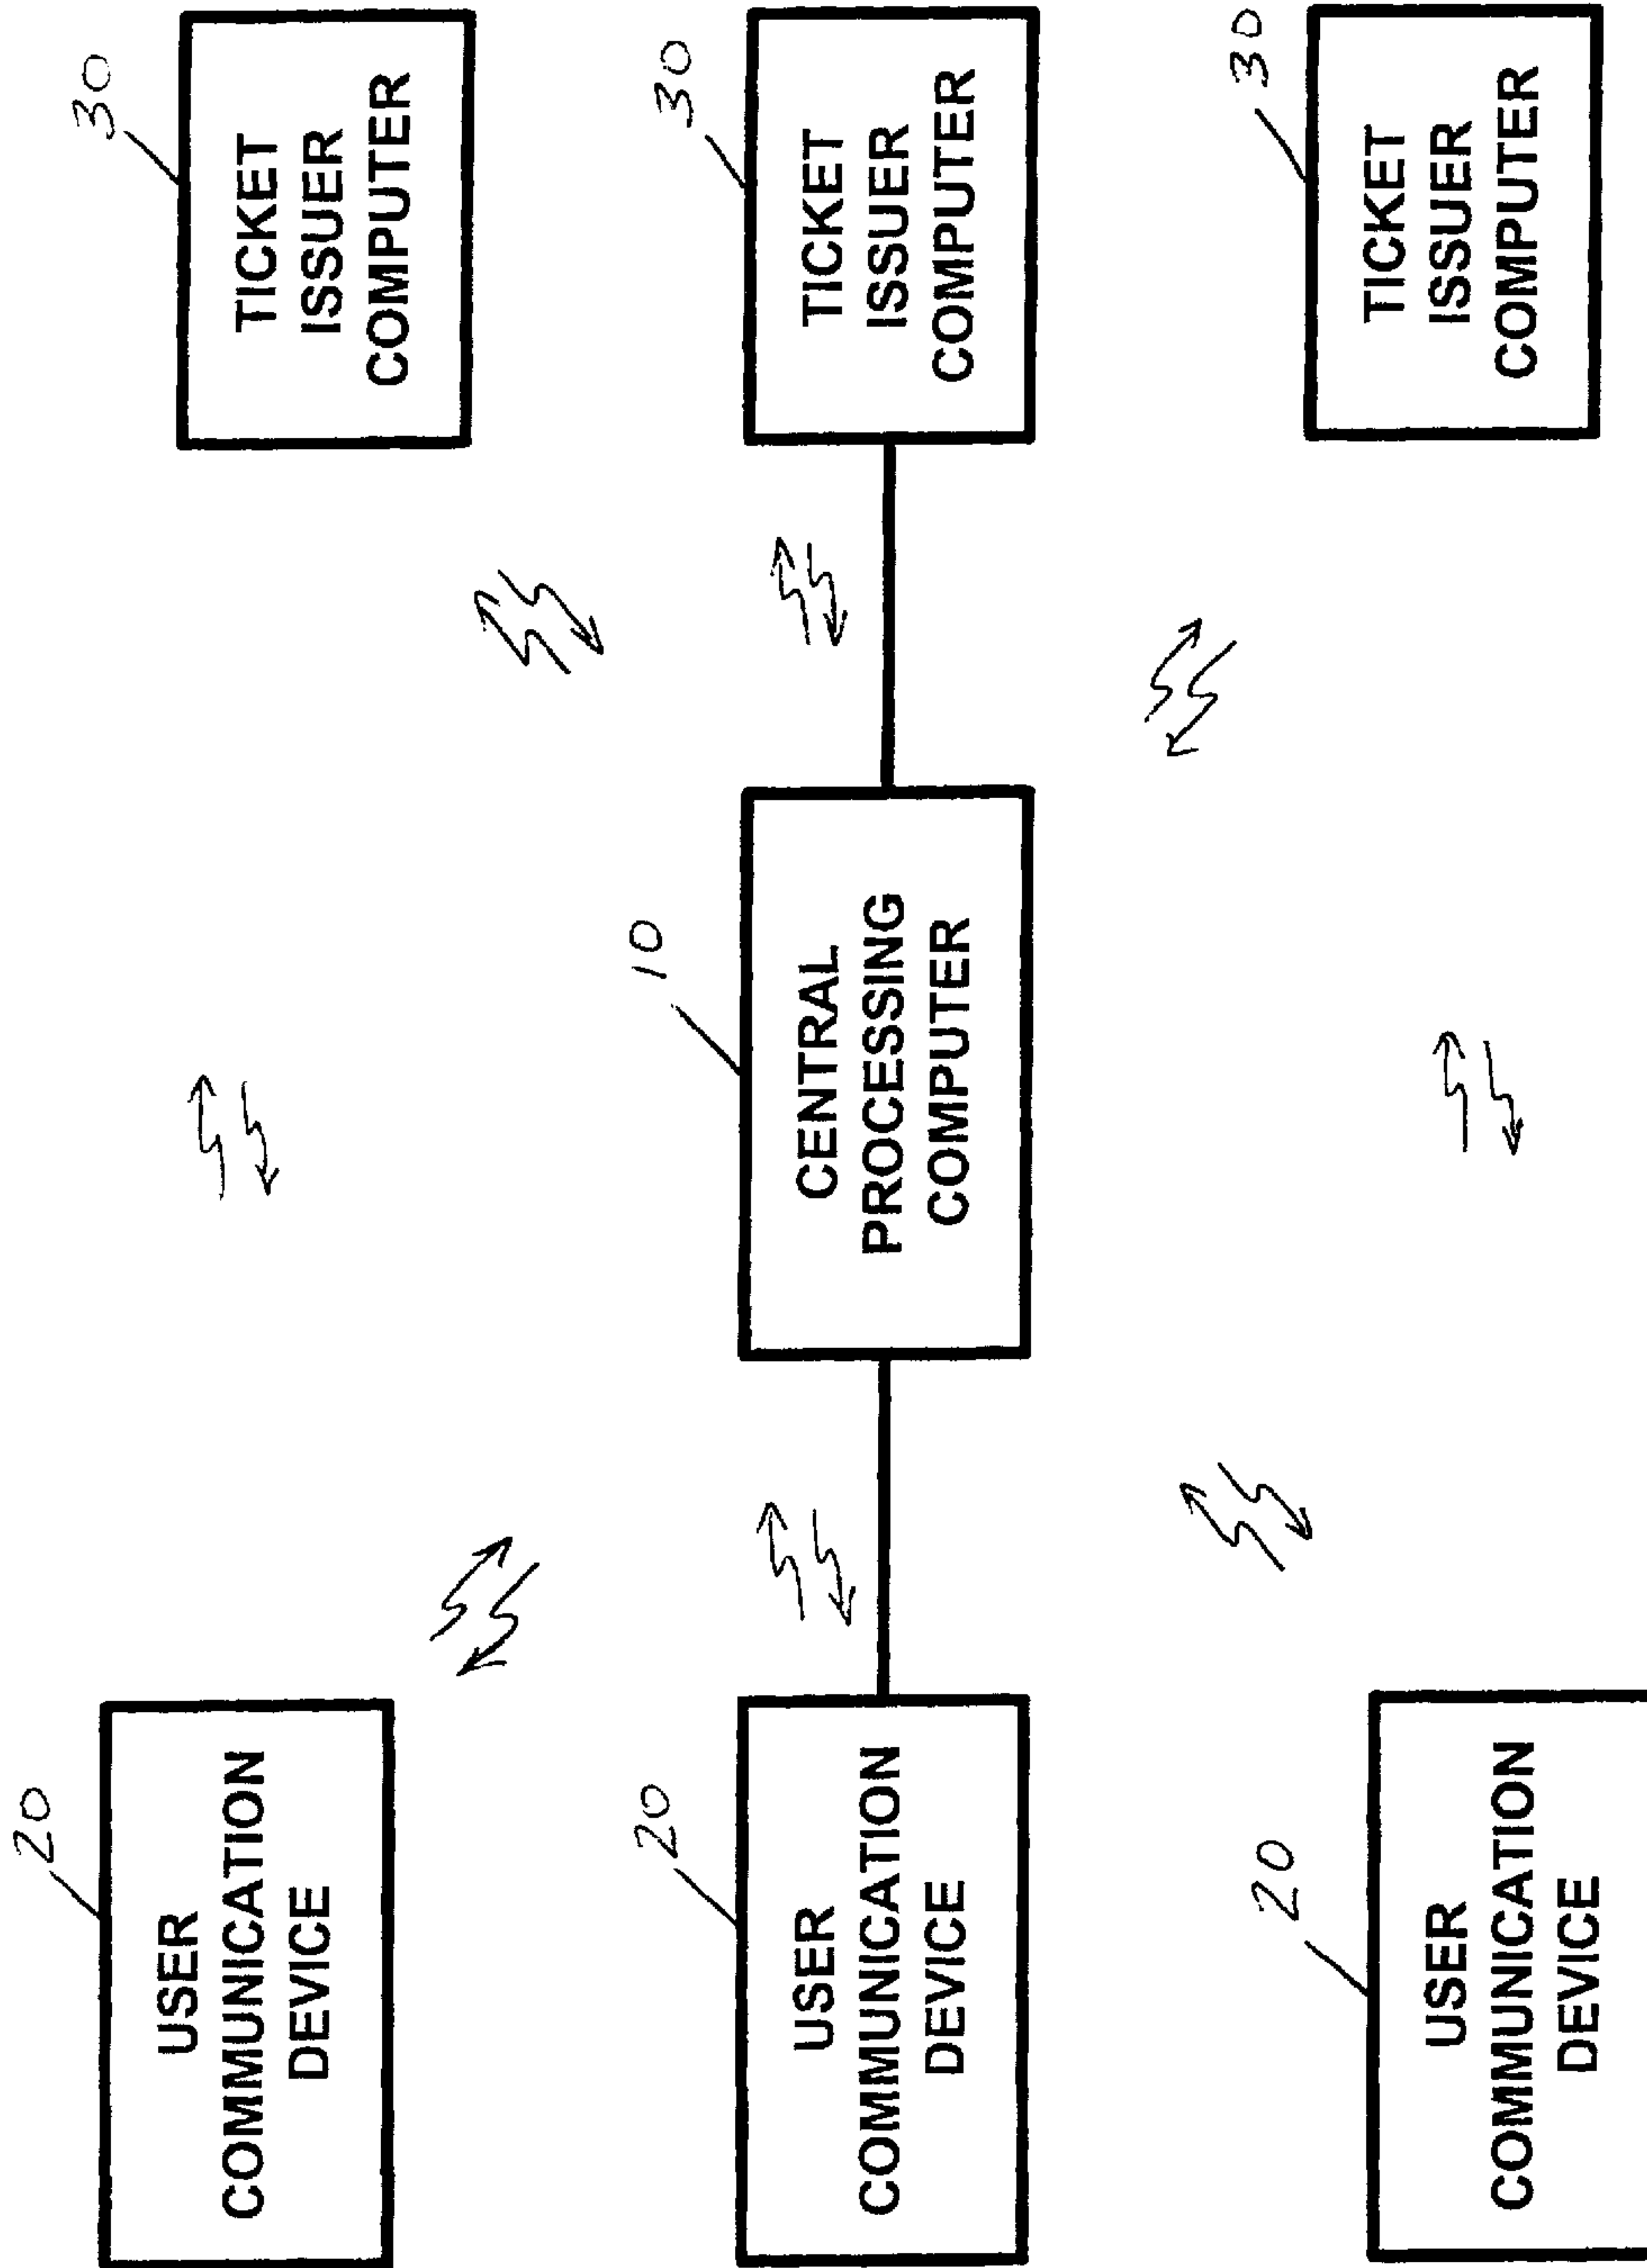 20
USER
COMMUNICATION
DEVICE
30
TICKET
ISSUER
COMPUTER
20
USER
COMMUNICATION
DEVICE
10
CENTRAL
PROCESSING
COMPUTER
30
TICKET
ISSUER
COMPUTER
20
USER
COMMUNICATION
DEVICE
30
TICKET
ISSUER
COMPUTER